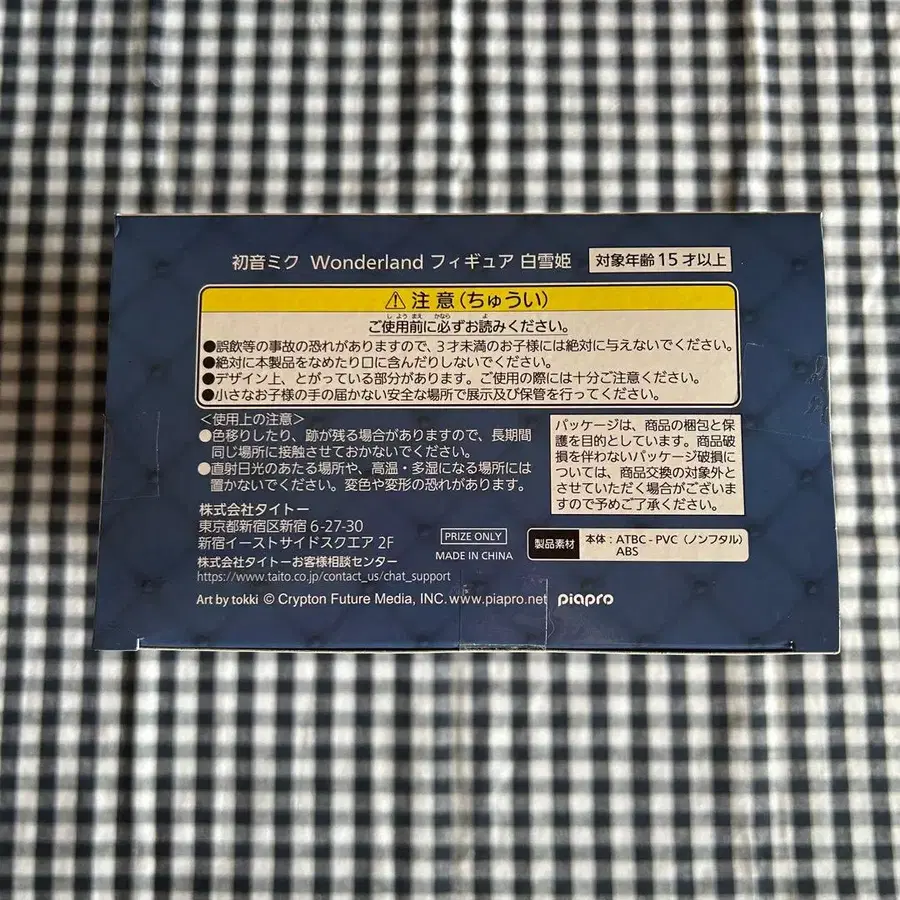 初音ミク Wonderland フィギュア 白雪姫 対象年齢15才以上
⚠注意(ちゅうい)
ご使用前に必ずお読みください。
●誤飲等の事故の恐れがありますので、3才未満のお子様には絶対に与えないでください。
●絶対に本製品をなめたり口に含んだりしないでください。
●デザイン上、とがっている部分があります。ご使用の際には十分ご注意ください。
●小さなお子様の手の届かない安全な場所で展示及び保管を行ってください。
<使用上の注意>
●色移りしたり、跡が残る場合がありますので、長期間
同じ場所に接触させておかないでください。
●直射日光のあたる場所や、高温・多湿になる場所には
置かないでください。変色や変形の恐れがあります。
パッケージは、商品の梱包と保
護を目的としています。商品破
損を伴わないパッケージ破損に
ついては、商品交換の対象外と
させていただく場合がございま
すので予めご了承ください。
株式会社タイトー
東京都新宿区新宿6-27-30
新宿イーストサイドスクエア 2F
株式会社タイトーお客様相談センター
https://www.taito.co.jp/contact_us/chat_support
PRIZE ONLY
MADE IN CHINA
製品素材 本体:ATBC-PVC(ノンフタル)
ABS
Art by tokki © Crypton Future Media, INC. www.piapro.net piapro